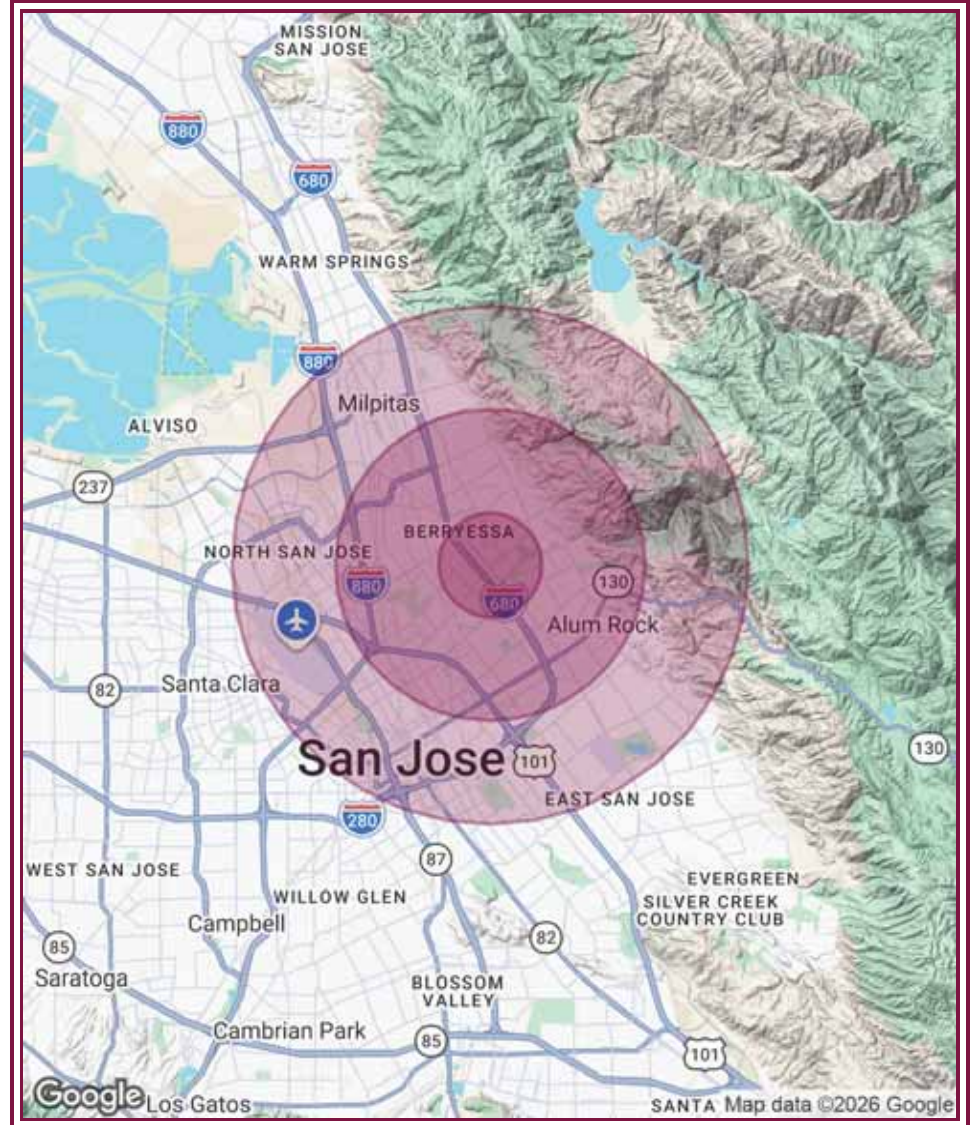 MISSION
SAN JOSE
880
680
WARM SPRINGS
880
Milpitas
ALVISO
237
BERRYESSA
NORTH SAN JOSE
880
130
680
Alum Rock
Santa Clara
82
130
San Jose
101
EAST SAN JOSE
280
87
WEST SAN JOSE
EVERGREEN
WILLOW GLEN
SILVER CREEK
COUNTRY CLUB
Campbell
82
85
Saratoga
BLOSSOM
VALLEY
Cambrian Park
85
101
Google
Los Gatos
SANTA
Map data ©2026 Google